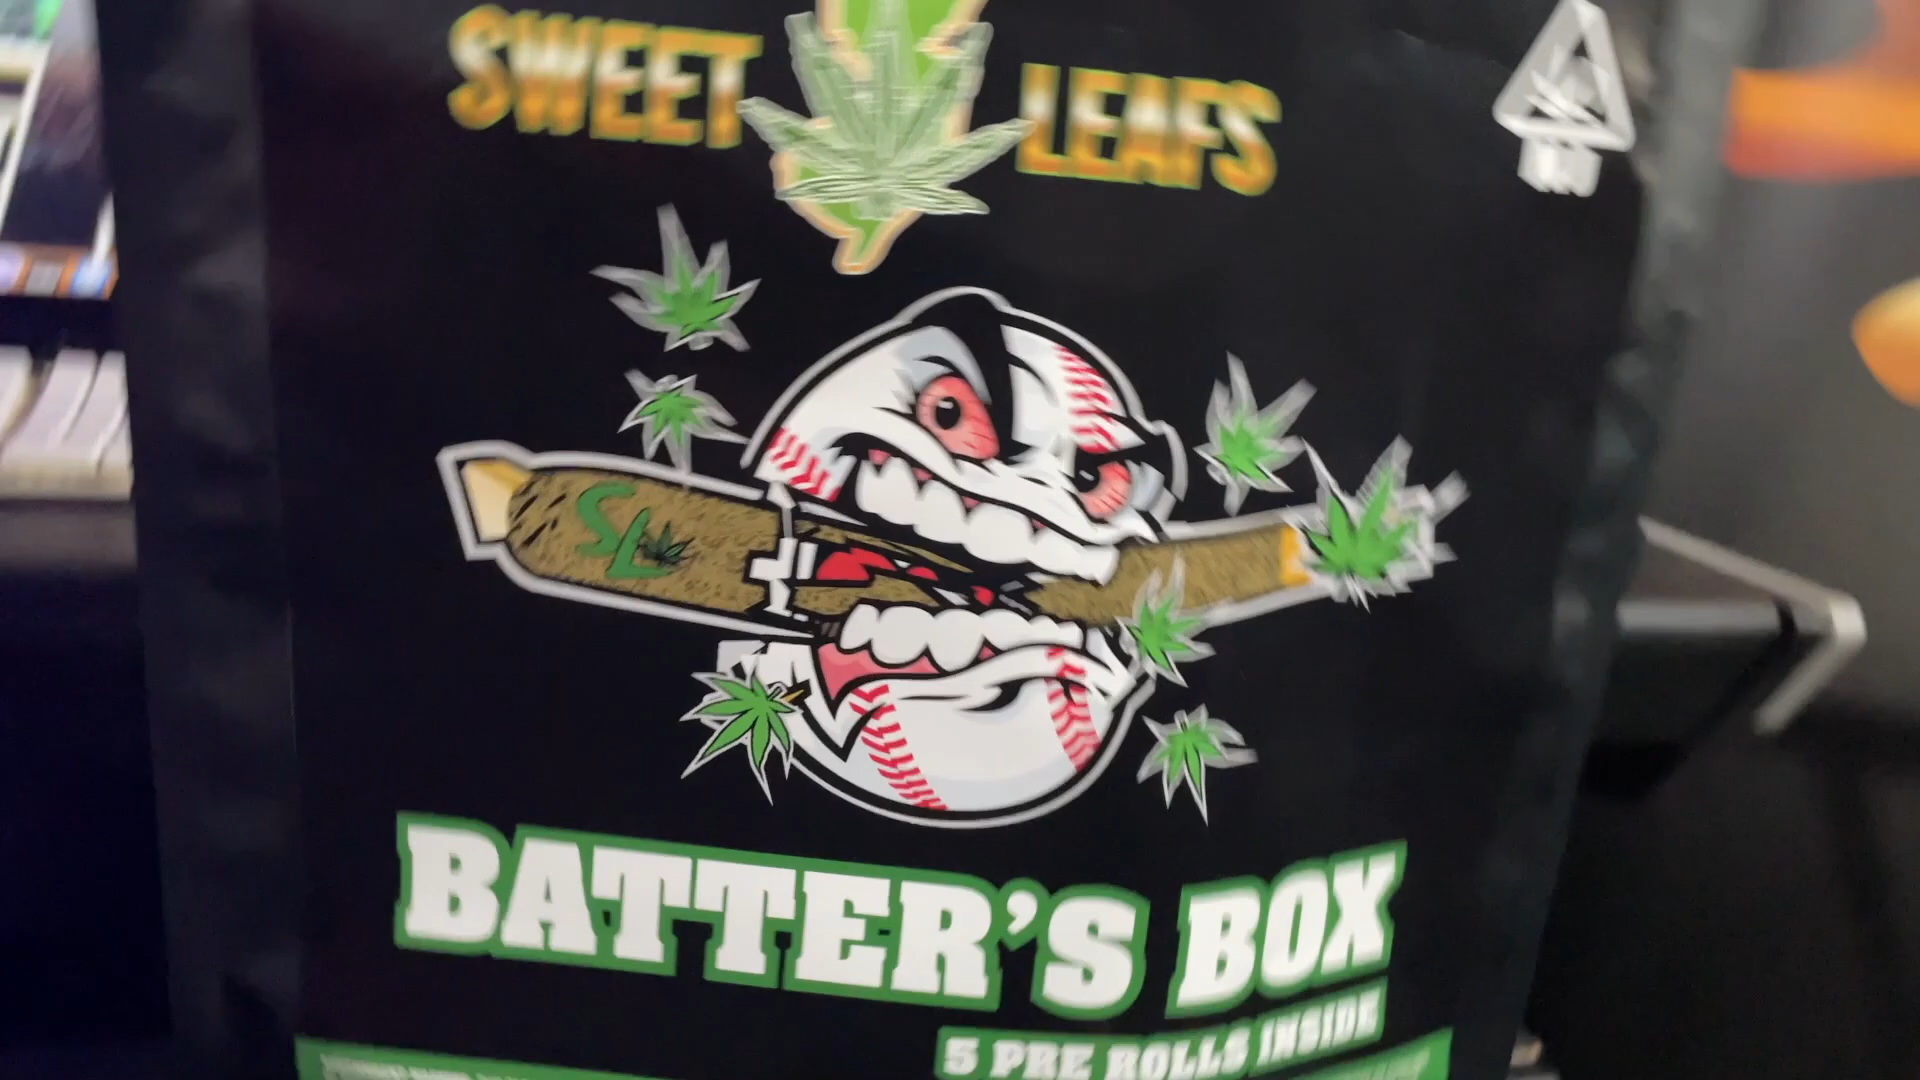 SWEET LEAFS
SL
BATTER'S BOX
5 PRE ROLLS INSIDE